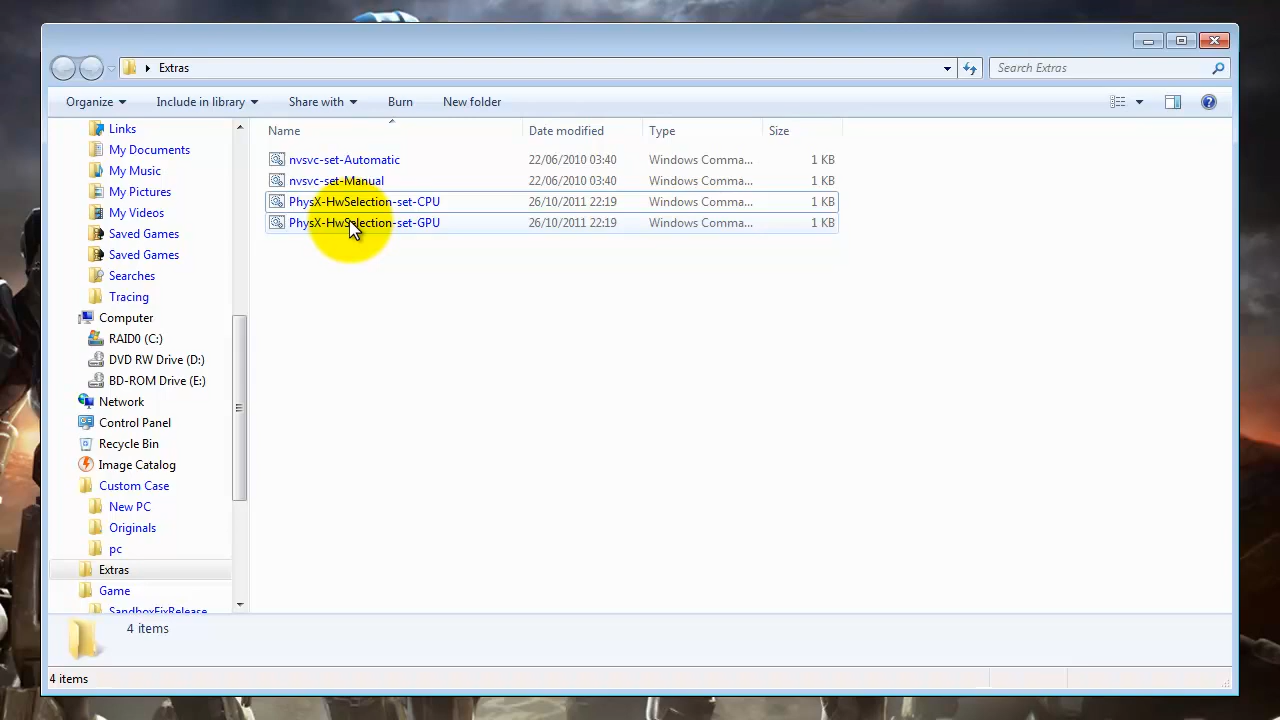 Extras
Search Extras
Organize Include in library Share with Burn New folder
Name Date modified Type Size
nvsvc-set-Automatic 22/06/2010 03:40 Windows Comma... 1 KB
nvsvc-set-Manual 22/06/2010 03:40 Windows Comma... 1 KB
PhysX-HwSelection-set-CPU 26/10/2011 22:19 Windows Comma... 1 KB
PhysX-HwSelection-set-GPU 26/10/2011 22:19 Windows Comma... 1 KB
Links
My Documents
My Music
My Pictures
My Videos
Saved Games
Saved Games
Searches
Tracing
Computer
RAID0 (C:)
DVD RW Drive (D:)
BD-ROM Drive (E:)
Network
Control Panel
Recycle Bin
Image Catalog
Custom Case
New PC
Originals
pc
Extras
Game
SandboxFixRelease
4 items
4 items